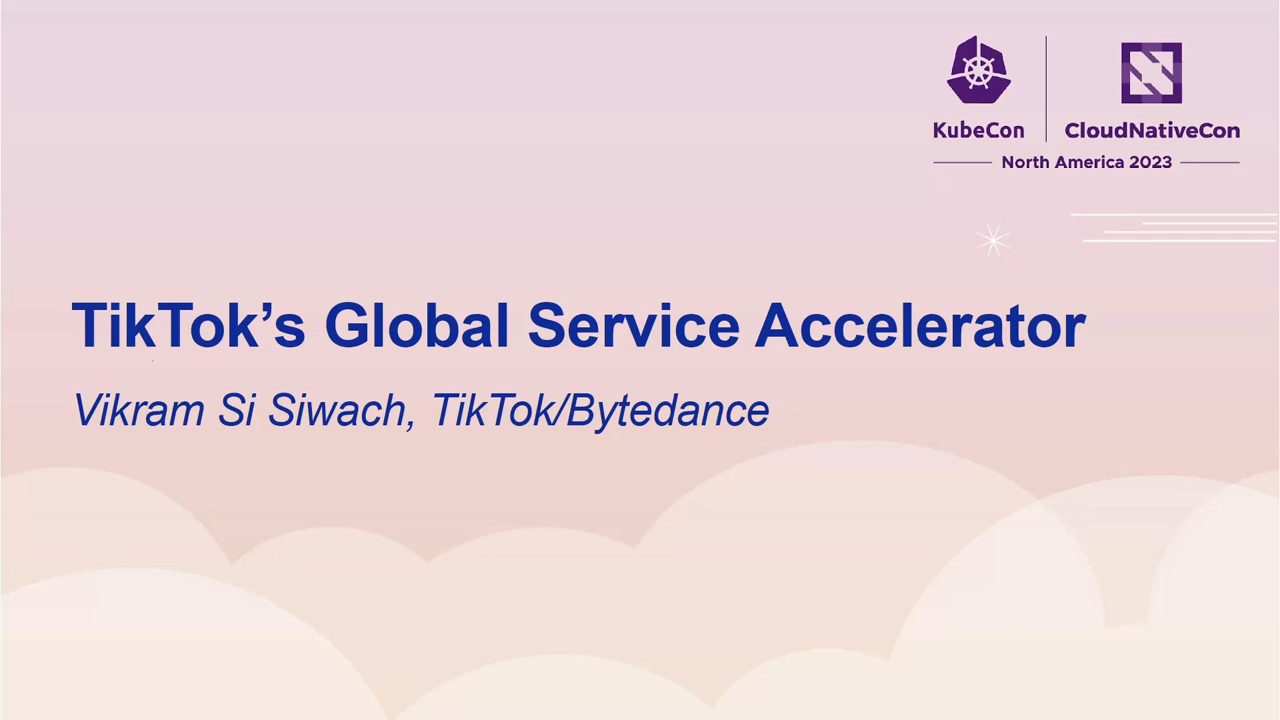 KubeCon
CloudNativeCon
North America 2023
TikTok’s Global Service Accelerator
Vikram Si Siwach, TikTok/Bytedance